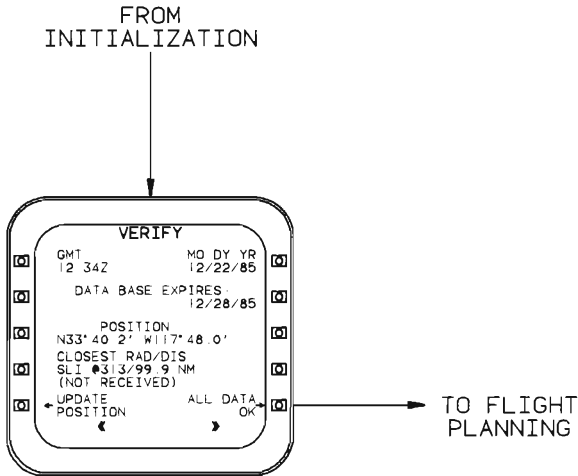 FROM
INITIALIZATION
VERIFY
GMT MO DY YR
12 34Z 12/22/85
DATA BASE EXPIRES:
12/28/85
POSITION
N33°40 2' W117°48.0'
CLOSEST RAD/DIS
SLI @313/99.9 NM
(NOT RECEIVED)
←UPDATE ALL DATA→
POSITION OK
TO FLIGHT
PLANNING